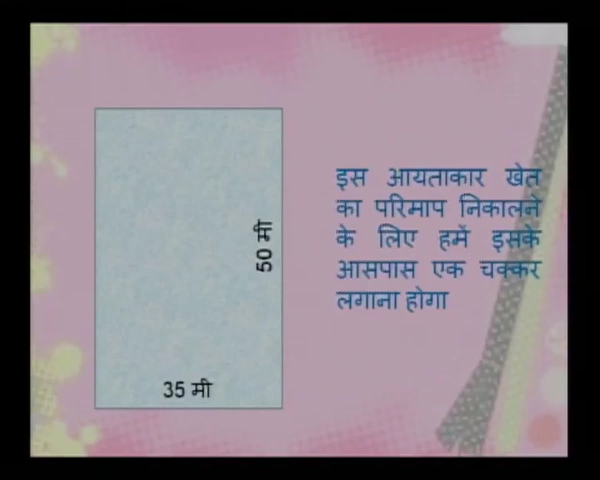 इस आयताकार खेत
का परिमाप निकालने
के लिए हमें इसके
आसपास एक चक्कर
लगाना होगा
50 मी
35 मी